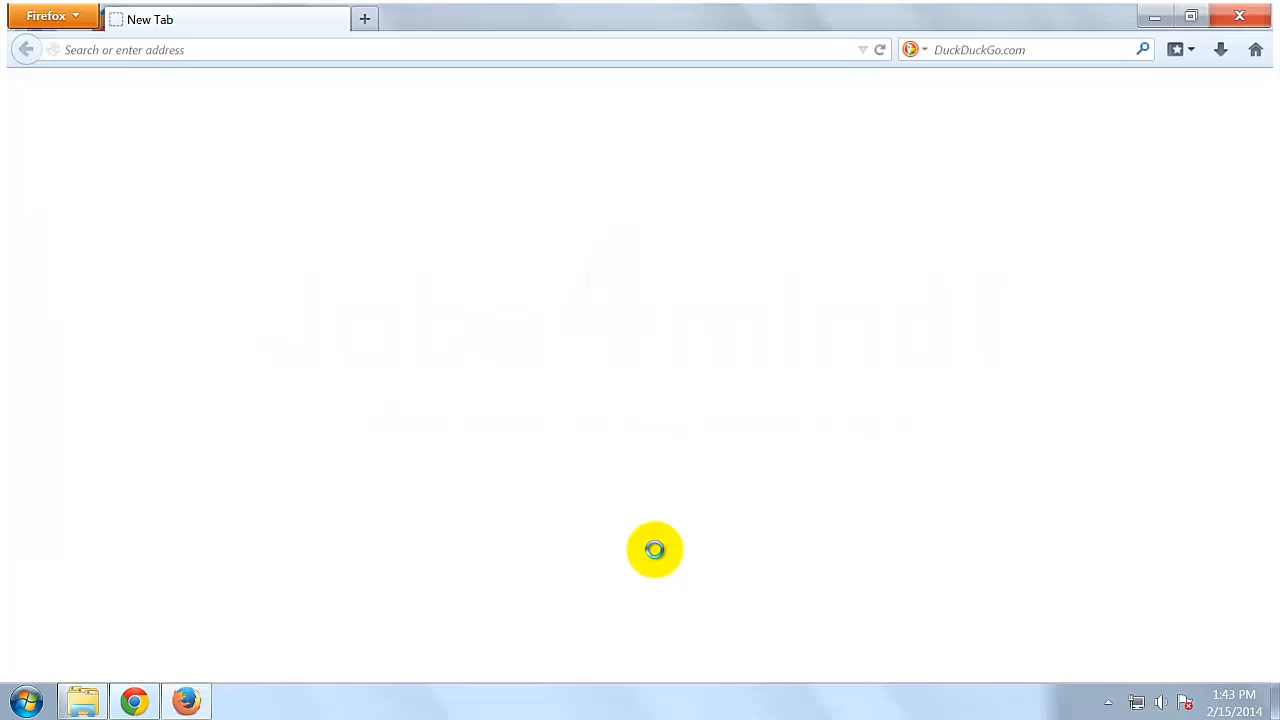 Firefox
New Tab
Search or enter address
DuckDuckGo.com
1:43 PM
2/15/2014